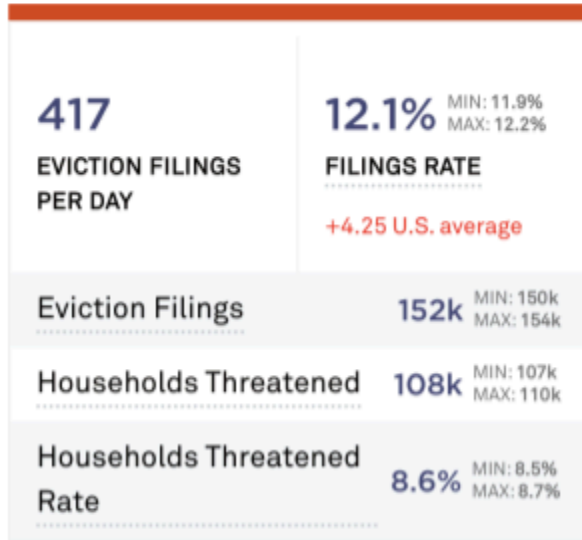 417
EVICTION FILINGS
PER DAY
12.1% MIN: 11.9%
MAX: 12.2%
FILINGS RATE
+4.25 U.S. average
Eviction Filings 152k MIN: 150k
MAX: 154k
Households Threatened 108k MIN: 107k
MAX: 110k
Households Threatened
Rate 8.6% MIN: 8.5%
MAX: 8.7%